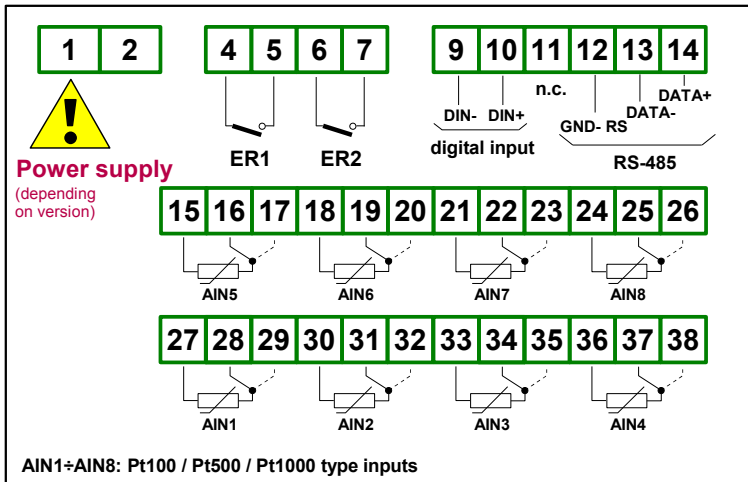 1 2 4 5 6 7 9 10 11 12 13 14
n.c.
DIN- DIN+
GND- RS
DATA-
DATA+
digital input
RS-485
ER1 ER2
Power supply
(depending
on version)
15 16 17 18 19 20 21 22 23 24 25 26
AIN5 AIN6 AIN7 AIN8
27 28 29 30 31 32 33 34 35 36 37 38
AIN1 AIN2 AIN3 AIN4
AIN1÷AIN8: Pt100 / Pt500 / Pt1000 type inputs